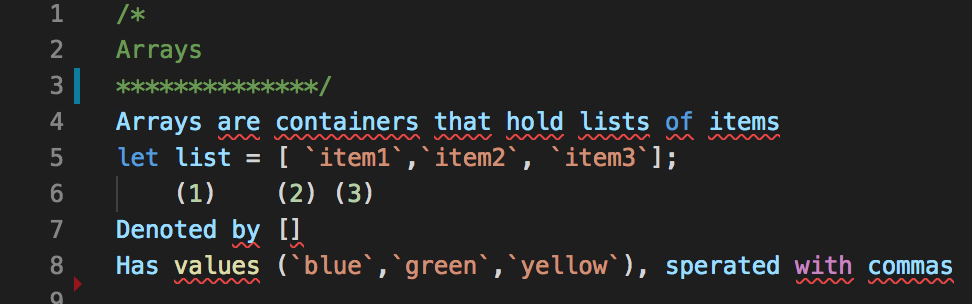 1 /*
2 Arrays
3 **************/
4 Arrays are containers that hold lists of items
5 let list = [ `item1`,`item2`, `item3`];
6     (1)    (2) (3)
7 Denoted by []
8 Has values (`blue`,`green`,`yellow`), sperated with commas
9